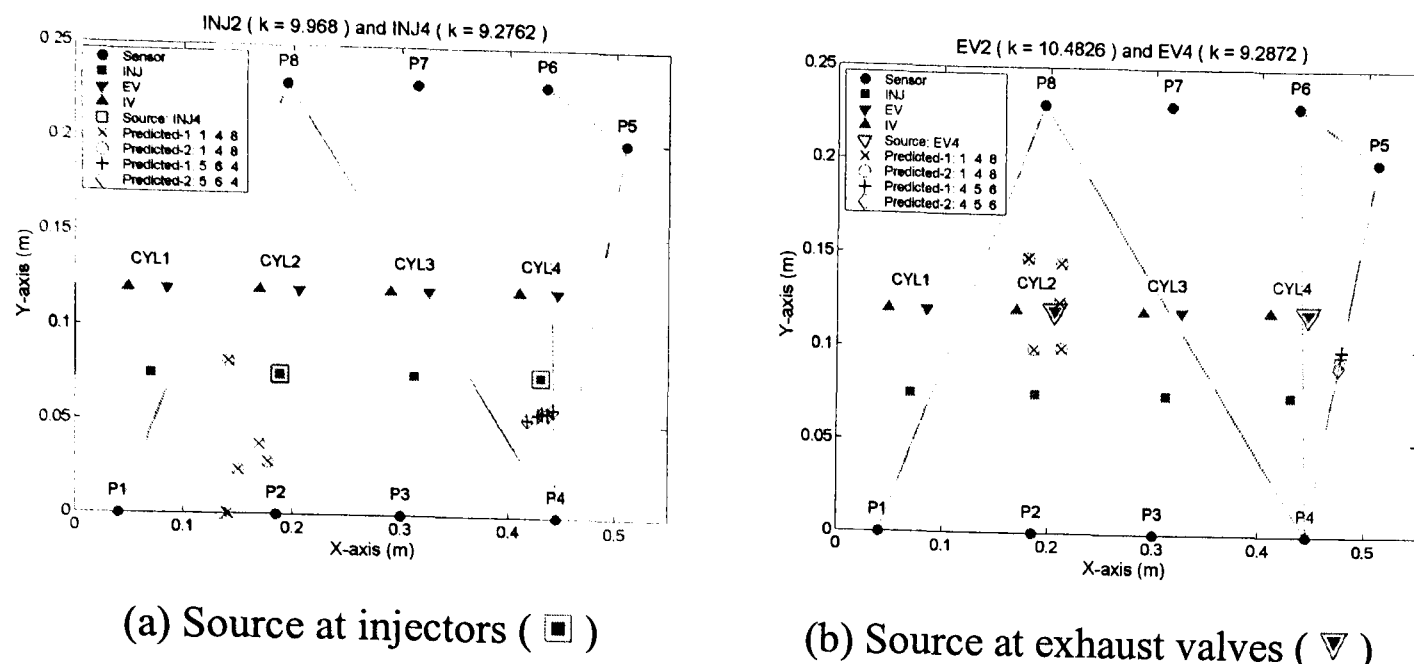 INJ2 ( k = 9.968) and INJ4 ( k = 9.2762)
0.25
0.2
0.15
0.1
0.05
0
Y-axis (m)
Sensor
INJ
EV
IV
Source: INJ4
Predicted-1: 1 4 8
Predicted-2: 1 4 8
Predicted-1: 5 6 4
Predicted-2: 5 6 4
P8
P7
P6
P5
CYL1
CYL2
CYL3
CYL4
P1
P2
P3
P4
0
0.1
0.2
0.3
0.4
0.5
X-axis (m)
(a) Source at injectors ( )
EV2 ( k = 10.4826) and EV4 ( k = 9.2872)
0.25
0.2
0.15
0.1
0.05
0
Y-axis (m)
Sensor
INJ
EV
IV
Source: EV4
Predicted-1: 1 4 8
Predicted-2: 1 4 8
Predicted-1: 4 5 6
Predicted-2: 4 5 6
P8
P7
P6
P5
CYL1
CYL2
CYL3
CYL4
P1
P2
P3
P4
0
0.1
0.2
0.3
0.4
0.5
X-axis (m)
(b) Source at exhaust valves ( )